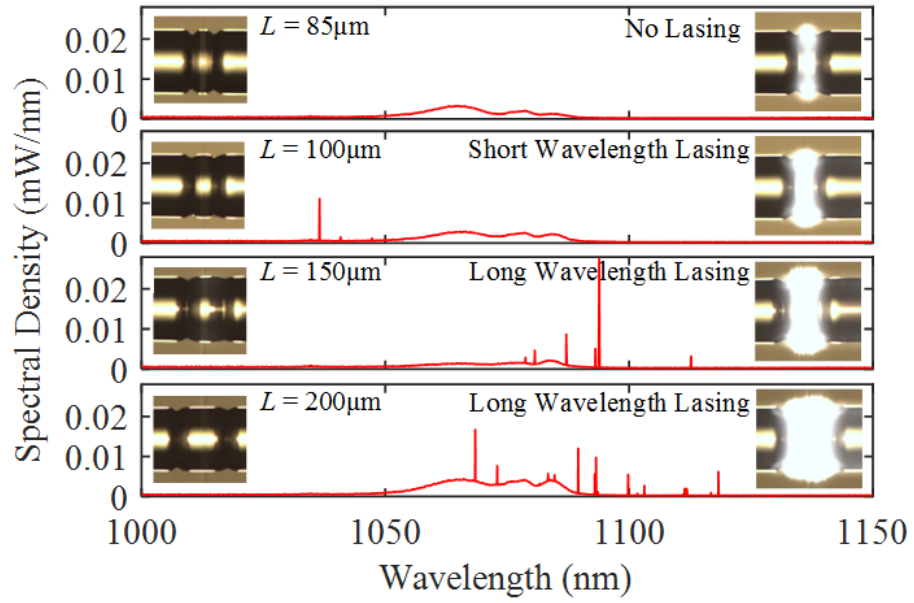 Spectral Density (mW/nm)
0.02
0.01
0
L = 85μm
No Lasing
0.02
0.01
0
L = 100μm
Short Wavelength Lasing
0.02
0.01
0
L = 150μm
Long Wavelength Lasing
0.02
0.01
0
L = 200μm
Long Wavelength Lasing
1000 1050 1100 1150
Wavelength (nm)